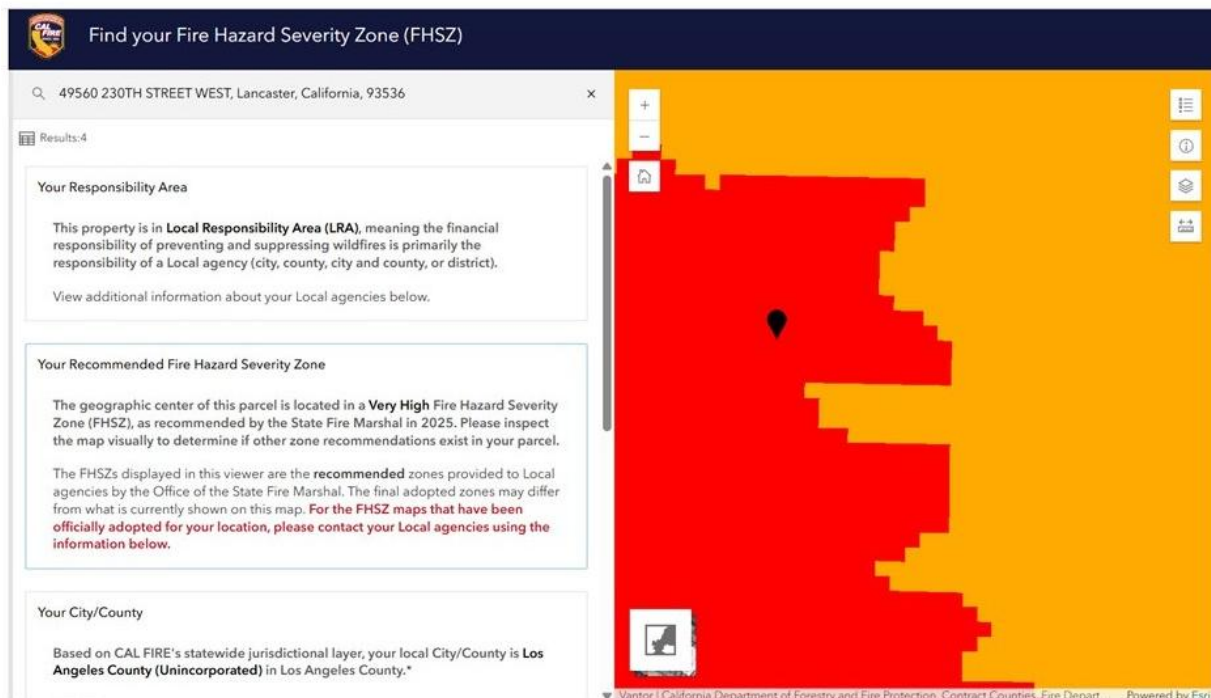 CAL
FIRE
Find your Fire Hazard Severity Zone (FHSZ)
49560 230TH STREET WEST, Lancaster, California, 93536
Results:4
Your Responsibility Area
This property is in Local Responsibility Area (LRA), meaning the financial
responsibility of preventing and suppressing wildfires is primarily the
responsibility of a Local agency (city, county, city and county, or district).
View additional information about your Local agencies below.
Your Recommended Fire Hazard Severity Zone
The geographic center of this parcel is located in a Very High Fire Hazard Severity
Zone (FHSZ), as recommended by the State Fire Marshal in 2025. Please inspect
the map visually to determine if other zone recommendations exist in your parcel.
The FHSZs displayed in this viewer are the recommended zones provided to Local
agencies by the Office of the State Fire Marshal. The final adopted zones may differ
from what is currently shown on this map. For the FHSZ maps that have been
officially adopted for your location, please contact your Local agencies using the
information below.
Your City/County
Based on CAL FIRE's statewide jurisdictional layer, your local City/County is Los
Angeles County (Unincorporated) in Los Angeles County.*
Vantor | California Department of Forestry and Fire Protection, Contract Counties, Fire Depart...
Powered by Esri